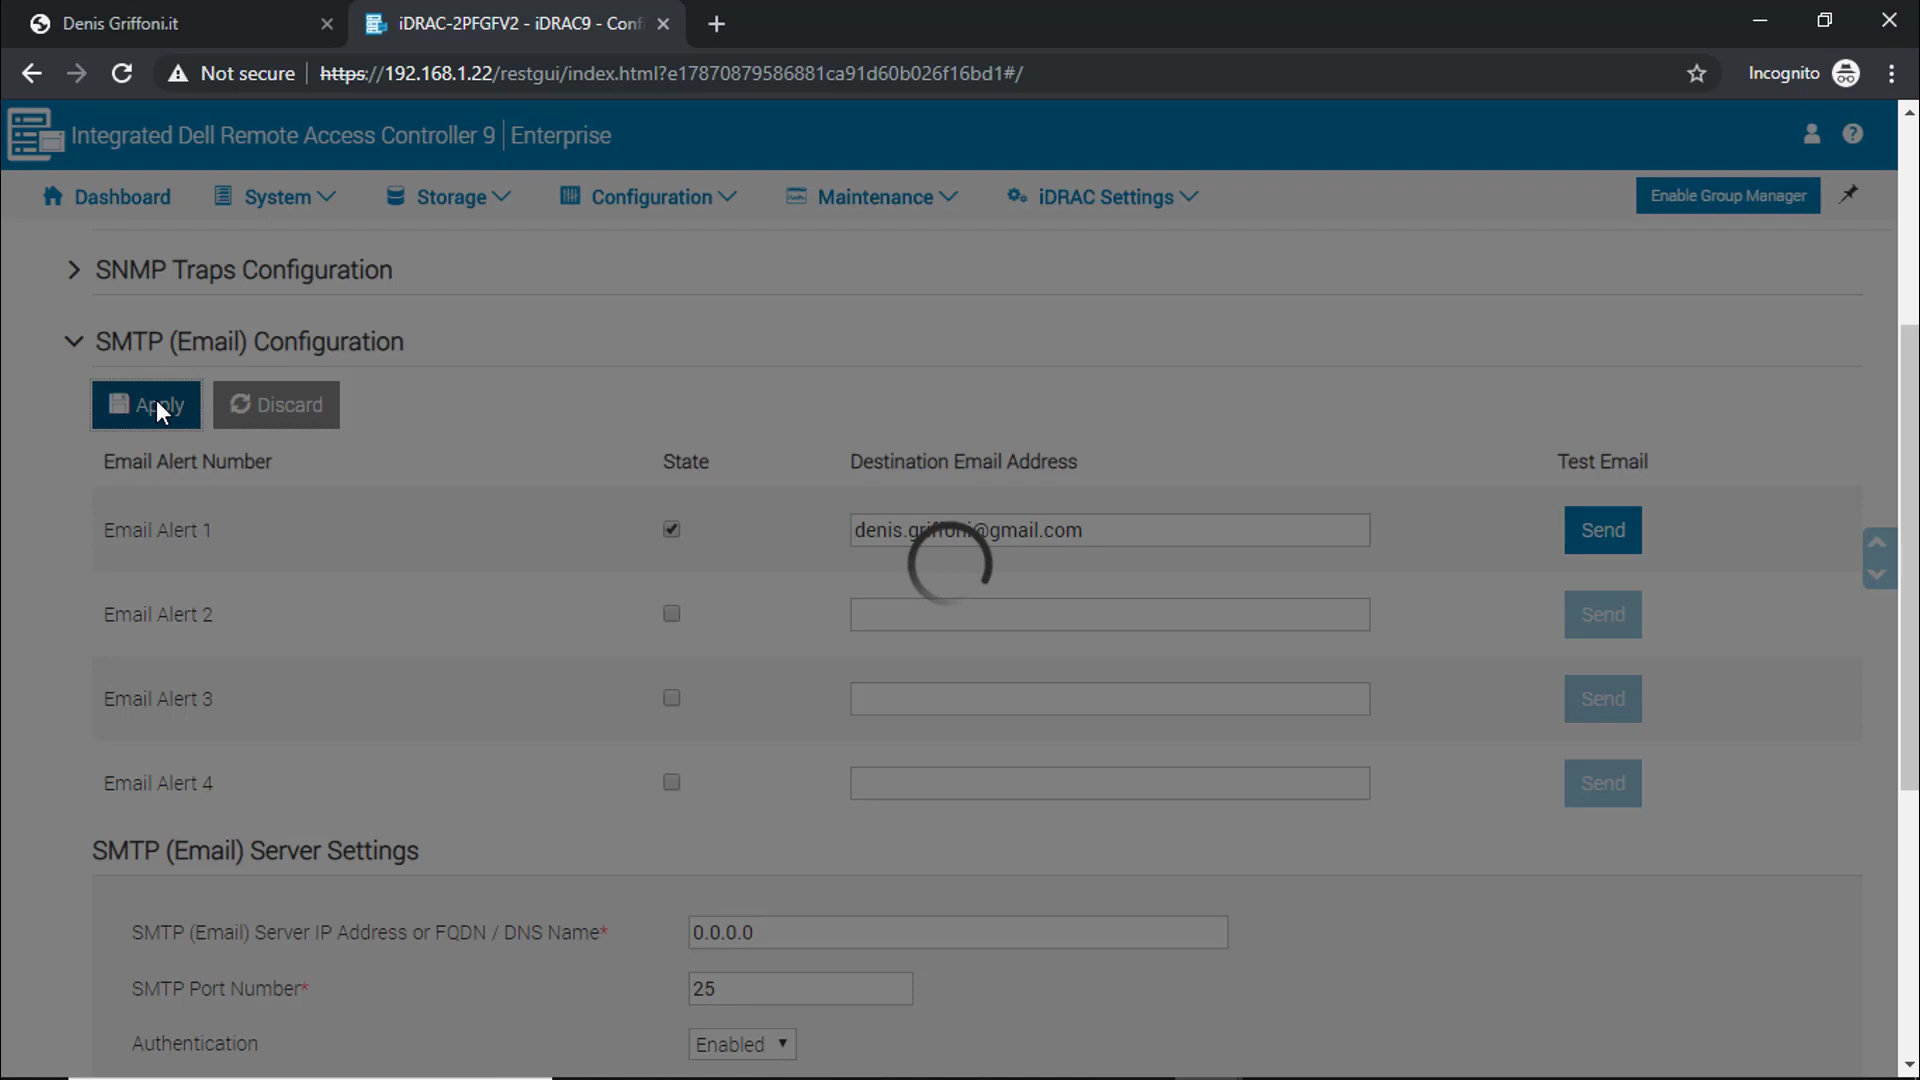 Denis Griffoni.it
iDRAC-2PFGFV2 - iDRAC9 - Conf
Not secure
https://192.168.1.22/restgui/index.html?e17870879586881ca91d60b026f16bd1#/
Incognito
Integrated Dell Remote Access Controller 9 | Enterprise
Dashboard
System
Storage
Configuration
Maintenance
iDRAC Settings
Enable Group Manager
SNMP Traps Configuration
SMTP (Email) Configuration
Apply
Discard
Email Alert Number
State
Destination Email Address
Test Email
Email Alert 1
denis.griffoni@gmail.com
Send
Email Alert 2
Send
Email Alert 3
Send
Email Alert 4
Send
SMTP (Email) Server Settings
SMTP (Email) Server IP Address or FQDN / DNS Name*
0.0.0.0
SMTP Port Number*
25
Authentication
Enabled